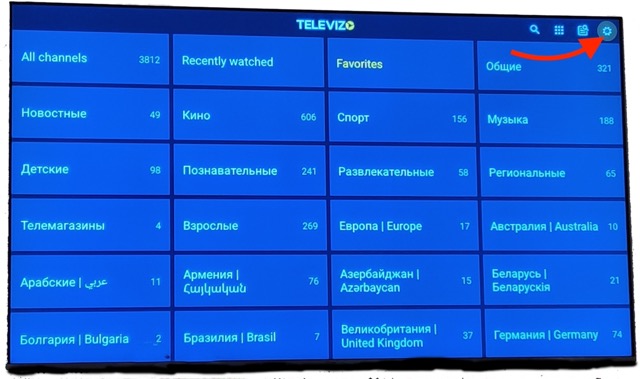 TELEVIZO
All channels 3812
Recently watched
Favorites
Общие 321
Новостные 49
Кино 606
Спорт 156
Музыка 188
Детские 98
Познавательные 241
Развлекательные 58
Региональные 65
Телемагазины 4
Взрослые 269
Европа | Europe 17
Австралия | Australia 10
Арабские | عربي 11
Армения |
Հայկական 76
Азербайджан |
Azərbaycan 15
Беларусь |
Беларускія 21
Болгария | Bulgaria 2
Бразилия | Brasil 7
Великобритания |
United Kingdom 37
Германия | Germany 74